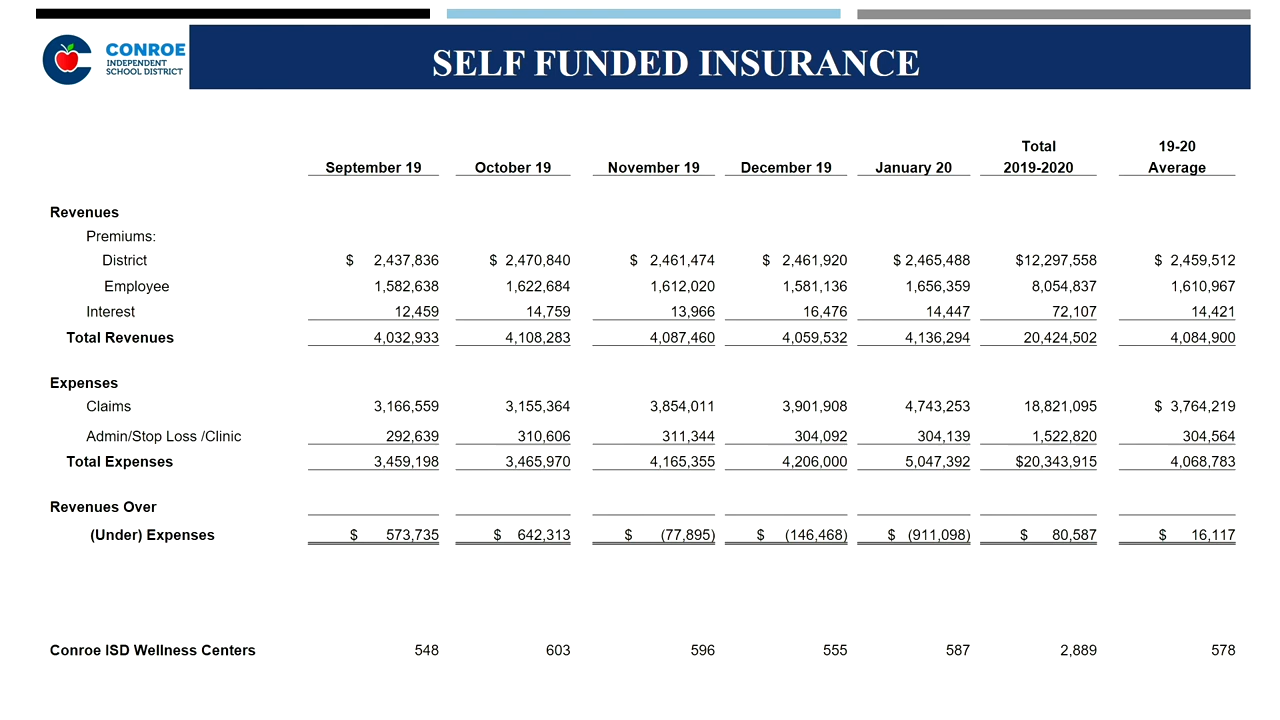 CONROE
INDEPENDENT
SCHOOL DISTRICT
SELF FUNDED INSURANCE
Total 19-20
September 19 October 19 November 19 December 19 January 20 2019-2020 Average
Revenues
Premiums:
District $ 2,437,836 $ 2,470,840 $ 2,461,474 $ 2,461,920 $ 2,465,488 $12,297,558 $ 2,459,512
Employee 1,582,638 1,622,684 1,612,020 1,581,136 1,656,359 8,054,837 1,610,967
Interest 12,459 14,759 13,966 16,476 14,447 72,107 14,421
Total Revenues 4,032,933 4,108,283 4,087,460 4,059,532 4,136,294 20,424,502 4,084,900
Expenses
Claims 3,166,559 3,155,364 3,854,011 3,901,908 4,743,253 18,821,095 $ 3,764,219
Admin/Stop Loss /Clinic 292,639 310,606 311,344 304,092 304,139 1,522,820 304,564
Total Expenses 3,459,198 3,465,970 4,165,355 4,206,000 5,047,392 $20,343,915 4,068,783
Revenues Over
(Under) Expenses $ 573,735 $ 642,313 $ (77,895) $ (146,468) $ (911,098) $ 80,587 $ 16,117
Conroe ISD Wellness Centers 548 603 596 555 587 2,889 578